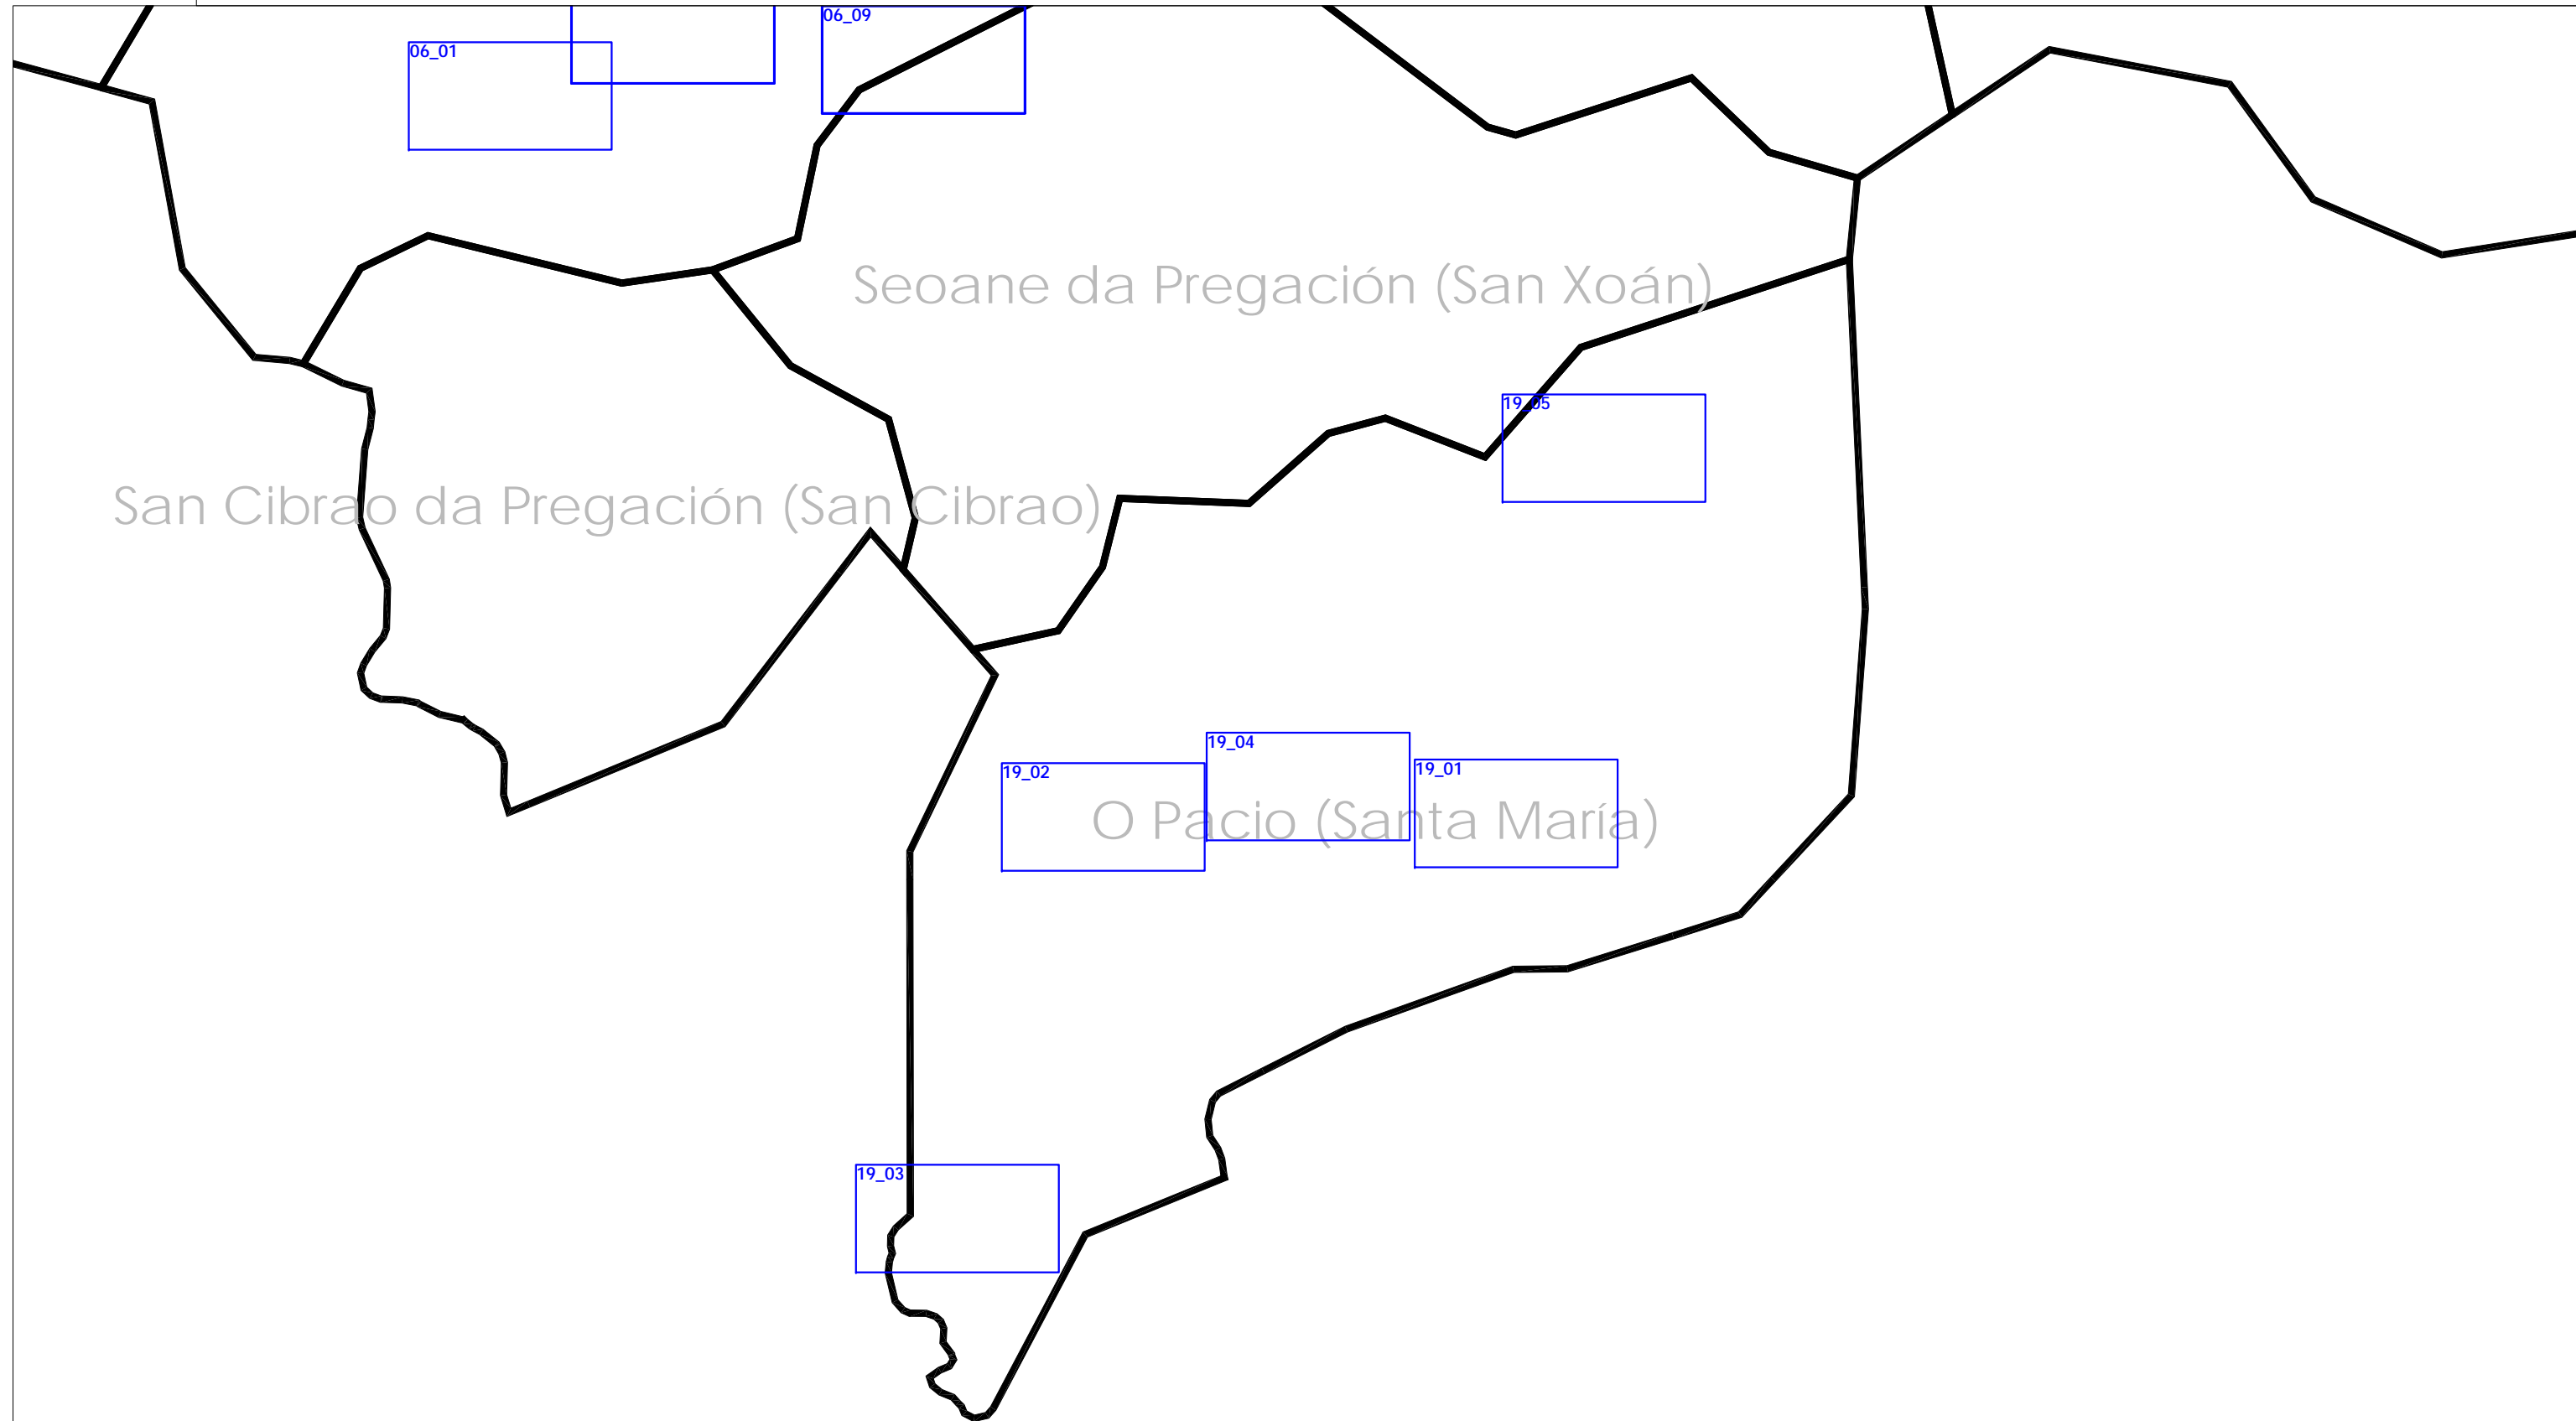 06_09
06_01
Seoane da Pregación (San Xoán)
19_05
San Cibrao da Pregación (San Cibrao)
19_04
19_01
19_02
O Pacio (Santa María)
19_03